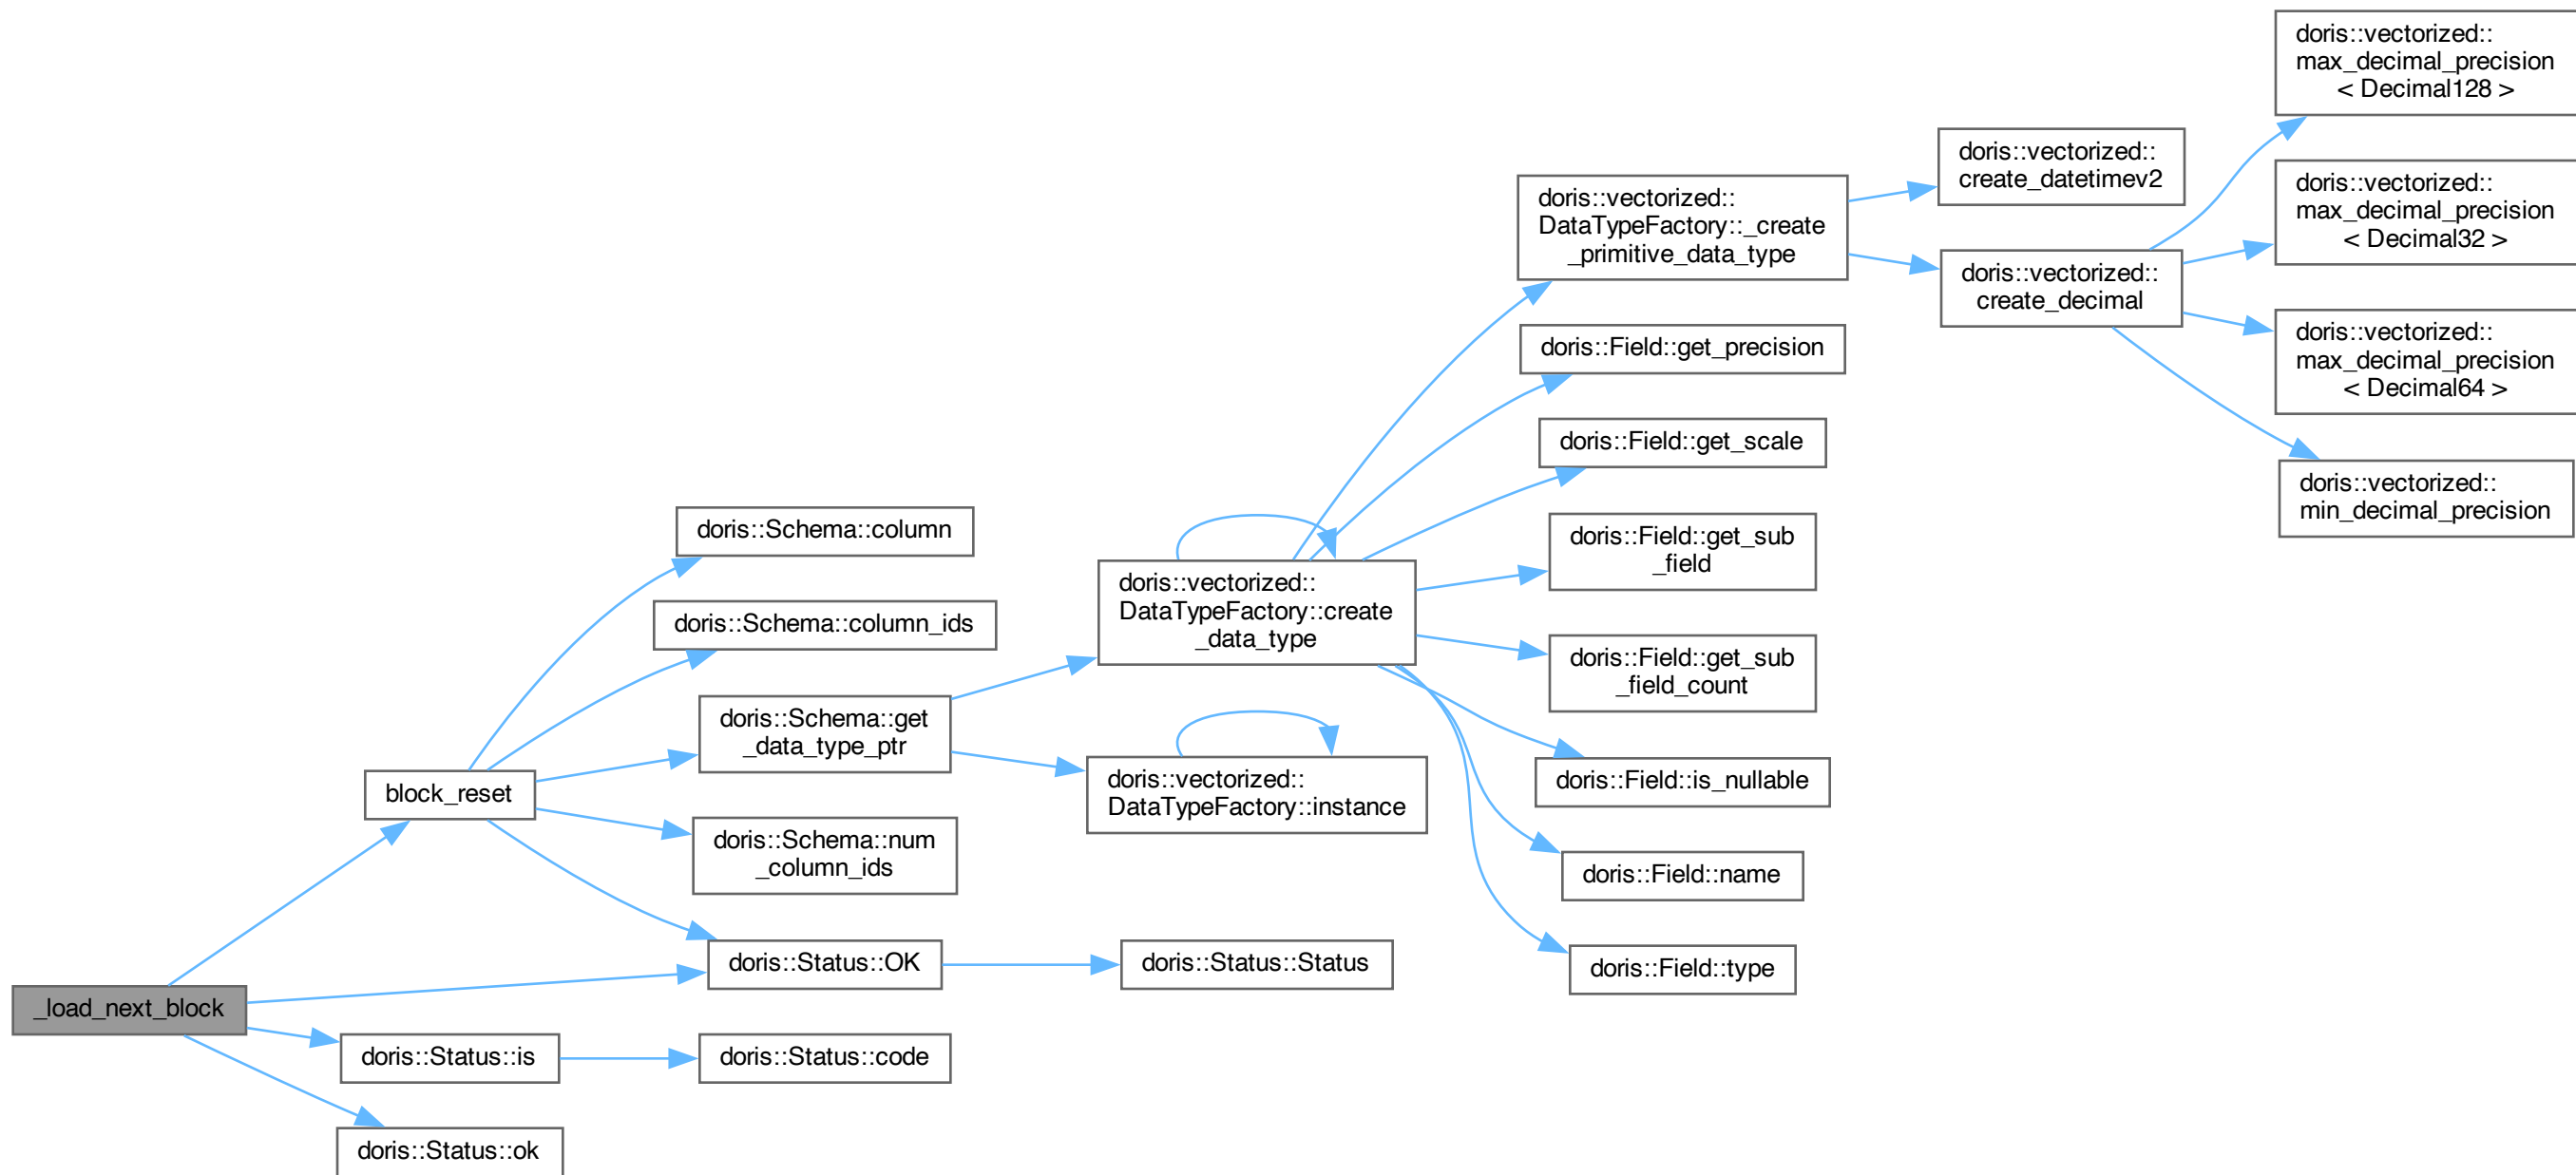 _load_next_block
block_reset
doris::Schema::column
doris::Schema::column_ids
doris::Schema::get
_data_type_ptr
doris::vectorized::
DataTypeFactory::create
_data_type
doris::vectorized::
DataTypeFactory::_create
_primitive_data_type
doris::vectorized::
create_datetimev2
doris::vectorized::
create_decimal
doris::vectorized::
max_decimal_precision
< Decimal128 >
doris::vectorized::
max_decimal_precision
< Decimal32 >
doris::vectorized::
max_decimal_precision
< Decimal64 >
doris::vectorized::
min_decimal_precision
doris::Field::get_precision
doris::Field::get_scale
doris::Field::get_sub
_field
doris::Field::get_sub
_field_count
doris::Field::is_nullable
doris::Field::name
doris::Field::type
doris::vectorized::
DataTypeFactory::instance
doris::Schema::num
_column_ids
doris::Status::OK
doris::Status::Status
doris::Status::is
doris::Status::code
doris::Status::ok